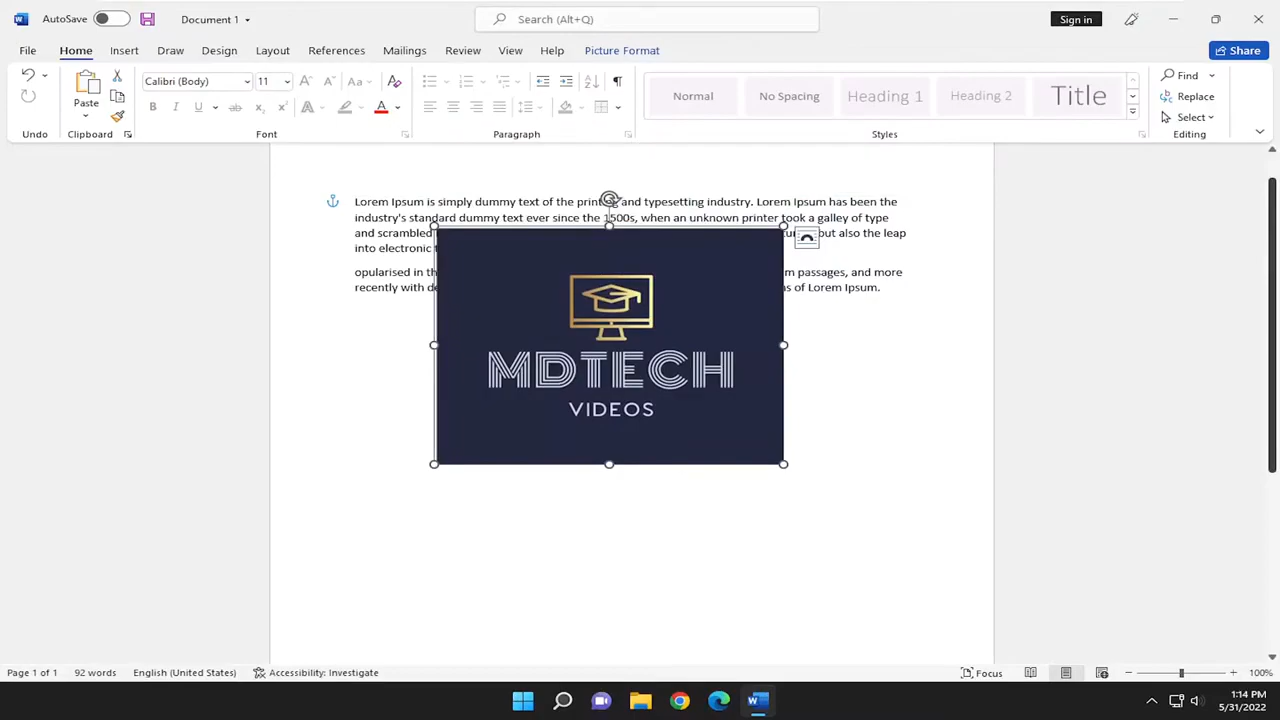 AutoSave
Document 1
Search (Alt+Q)
Sign in
File Home Insert Draw Design Layout References Mailings Review View Help Picture Format
Share
Calibri (Body) 11
Paste
Undo
Clipboard
Font
Paragraph
Normal
No Spacing
Heading 1
Heading 2
Title
Styles
Find
Replace
Select
Editing
Lorem Ipsum is simply dummy text of the printing and typesetting industry. Lorem Ipsum has been the
industry's standard dummy text ever since the 1500s, when an unknown printer took a galley of type
and scrambled but also the leap
into electronic
opularised in th m passages, and more
recently with de s of Lorem Ipsum.
MDTECH
VIDEOS
Page 1 of 1
92 words
English (United States)
Accessibility: Investigate
Focus
100%
1:14 PM
5/31/2022